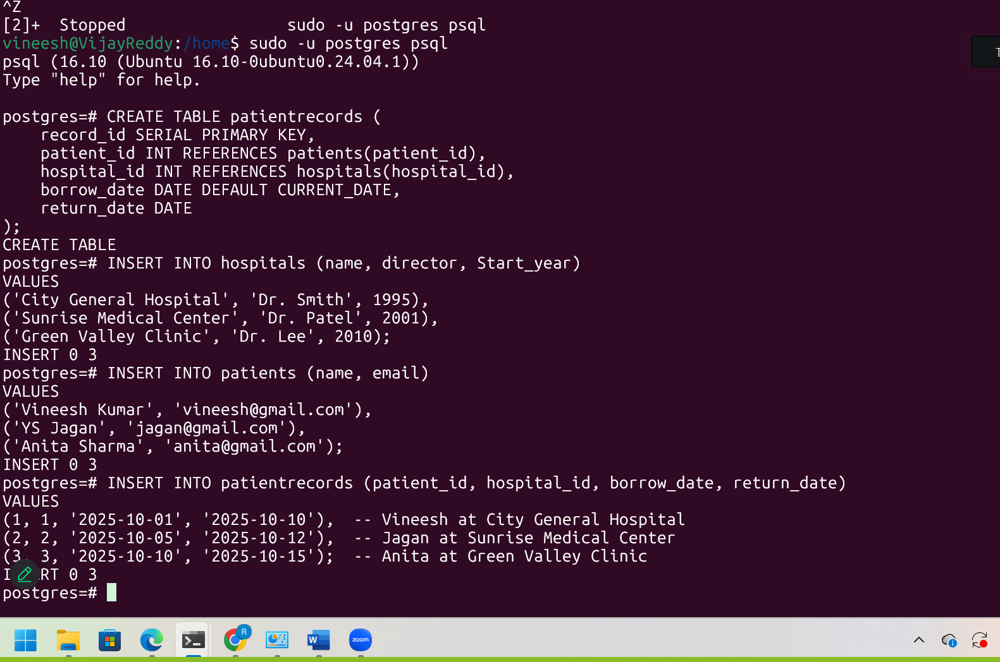 ^Z
[2]+  Stopped                 sudo -u postgres psql
vineesh@VijayReddy:/home$ sudo -u postgres psql
psql (16.10 (Ubuntu 16.10-0ubuntu0.24.04.1))
Type "help" for help.
postgres=# CREATE TABLE patientrecords (
    record_id SERIAL PRIMARY KEY,
    patient_id INT REFERENCES patients(patient_id),
    hospital_id INT REFERENCES hospitals(hospital_id),
    borrow_date DATE DEFAULT CURRENT_DATE,
    return_date DATE
);
CREATE TABLE
postgres=# INSERT INTO hospitals (name, director, Start_year)
VALUES
('City General Hospital', 'Dr. Smith', 1995),
('Sunrise Medical Center', 'Dr. Patel', 2001),
('Green Valley Clinic', 'Dr. Lee', 2010);
INSERT 0 3
postgres=# INSERT INTO patients (name, email)
VALUES
('Vineesh Kumar', 'vineesh@gmail.com'),
('YS Jagan', 'jagan@gmail.com'),
('Anita Sharma', 'anita@gmail.com');
INSERT 0 3
postgres=# INSERT INTO patientrecords (patient_id, hospital_id, borrow_date, return_date)
VALUES
(1, 1, '2025-10-01', '2025-10-10'),  -- Vineesh at City General Hospital
(2, 2, '2025-10-05', '2025-10-12'),  -- Jagan at Sunrise Medical Center
(3, 3, '2025-10-10', '2025-10-15');  -- Anita at Green Valley Clinic
0 3
postgres=#
R
W
zoom